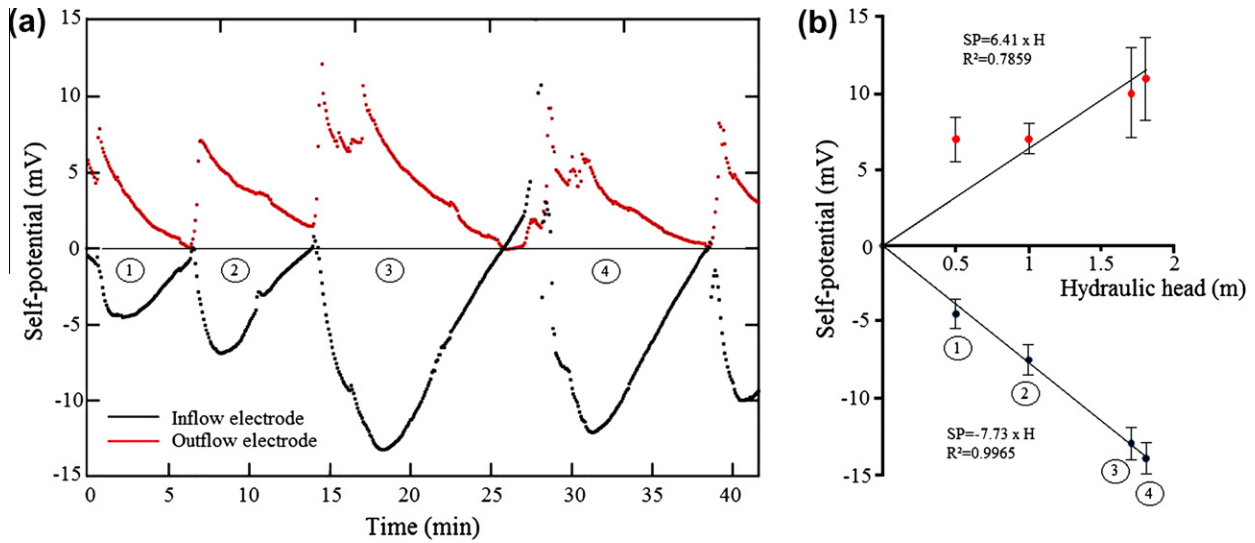 (a)
Self-potential (mV)
15
10
5
0
-5
-10
-15
1
2
3
4
Inflow electrode
Outflow electrode
0
5
10
15
20
25
30
35
40
Time (min)
(b)
Self-potential (mV)
15
10
5
0
-5
-10
-15
SP=6.41 x H
R²=0.7859
0.5
1
1.5
2
Hydraulic head (m)
1
2
3
4
SP=-7.73 x H
R²=0.9965